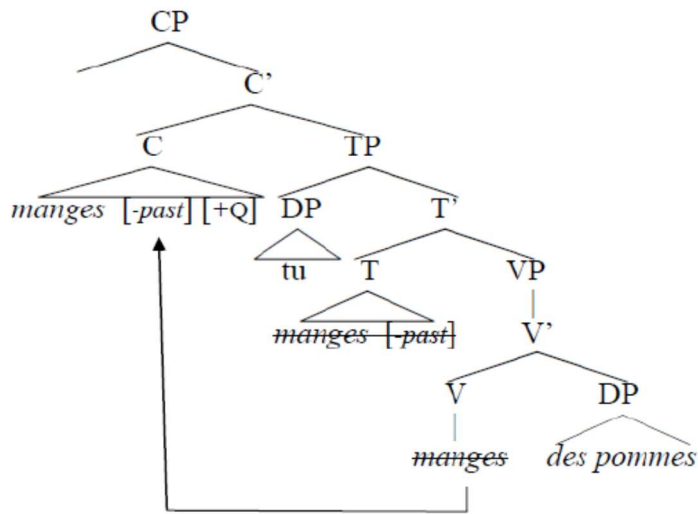 CP
C’
C TP
manges [-past] [+Q] DP T’
tu T VP
manges [-past]
V’
V DP
manges des pommes